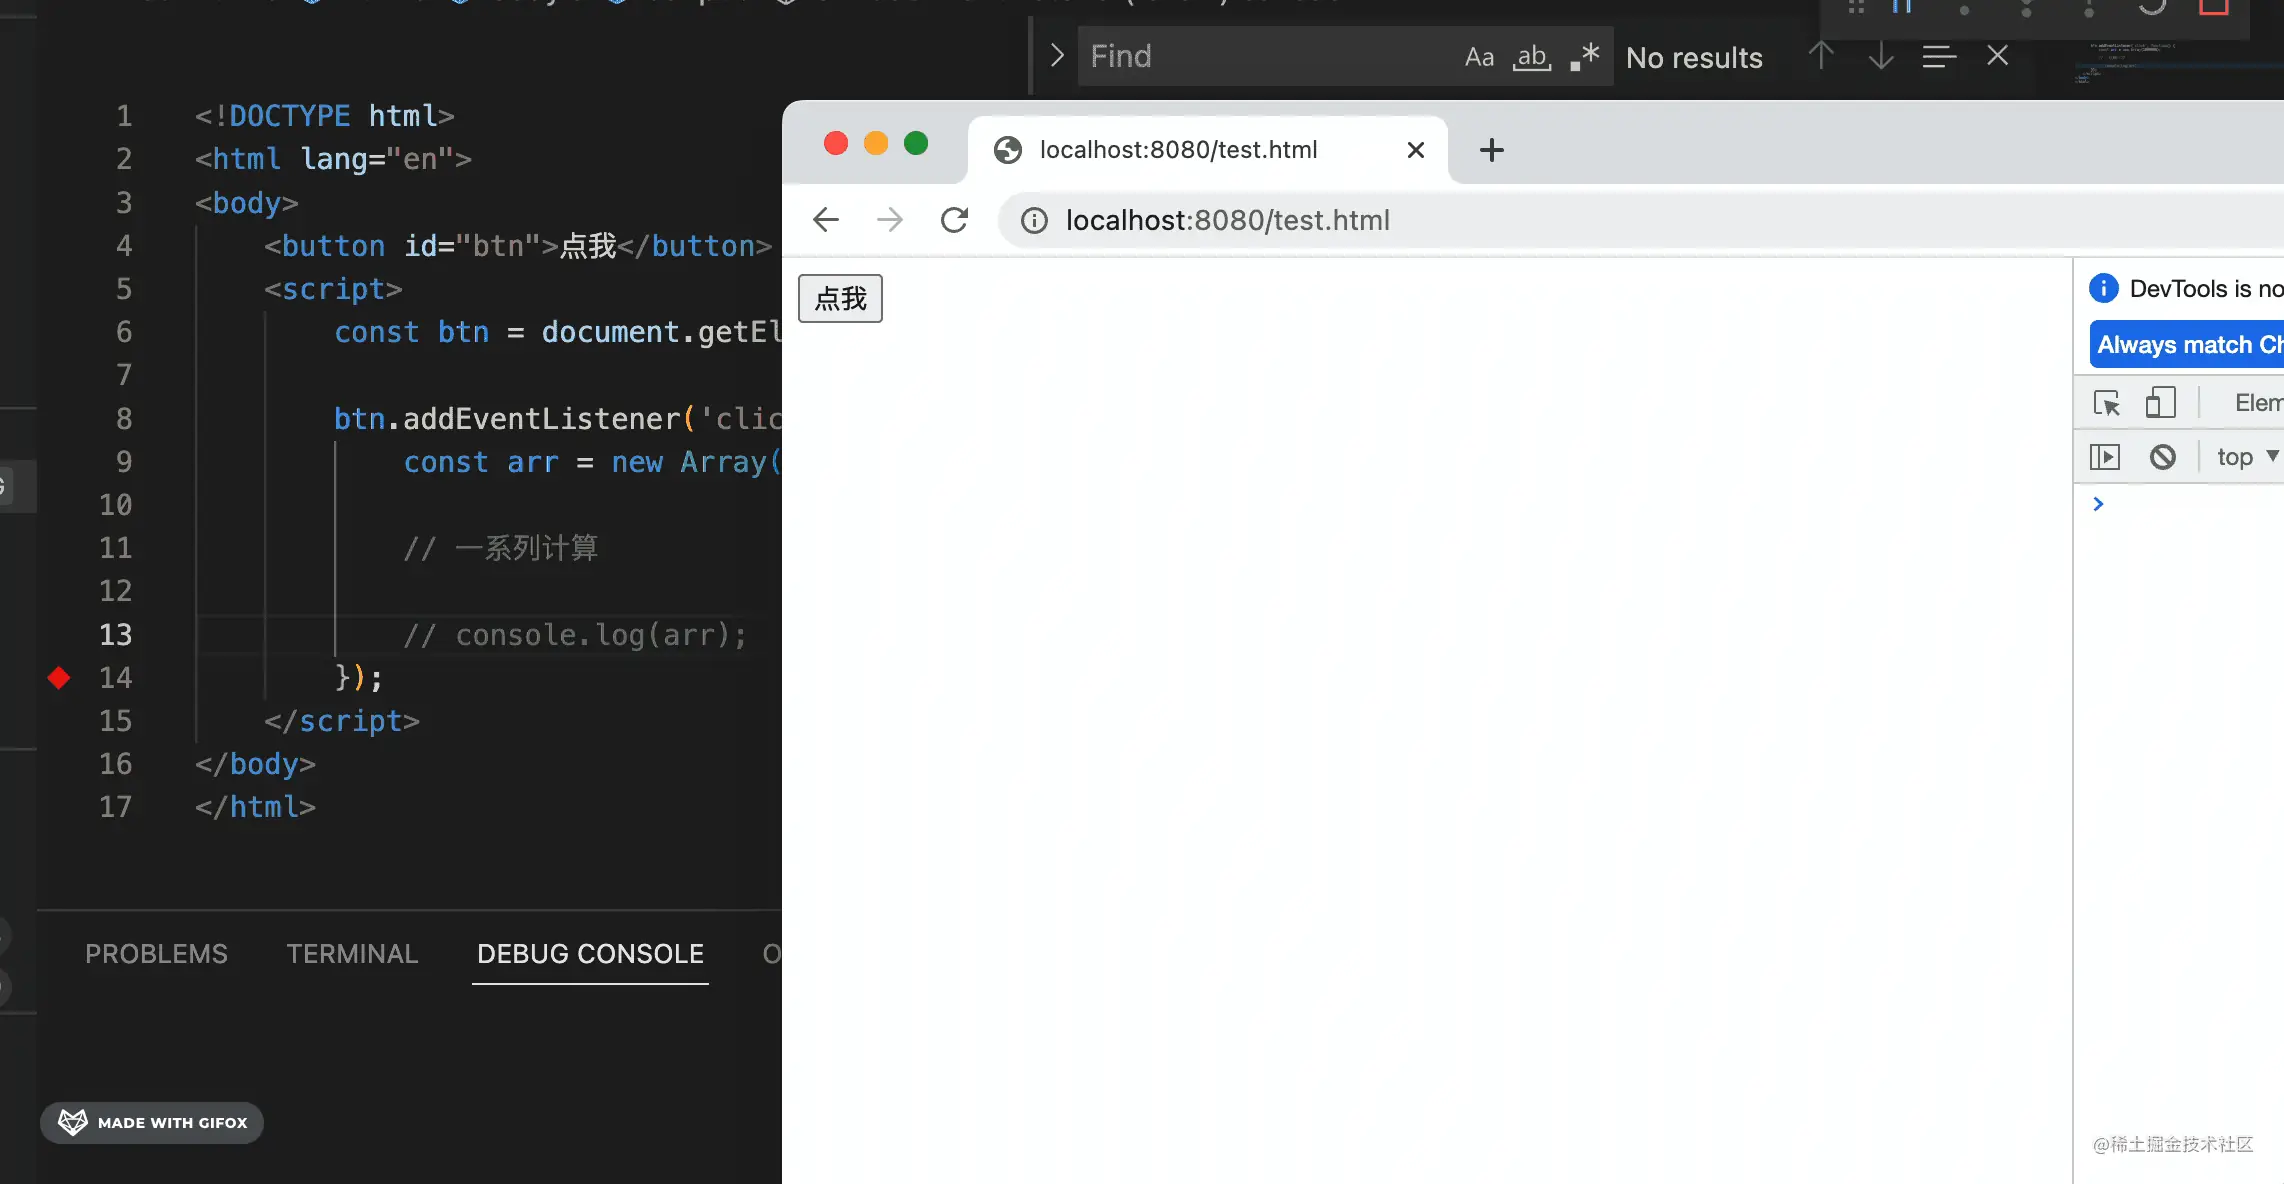 Find
Aa
ab
.*
No results
1 <!DOCTYPE html>
2 <html lang="en">
3 <body>
4 <button id="btn">点我</button>
5 <script>
6 const btn = document.getEl
7
8 btn.addEventListener('clic
9 const arr = new Array(
10
11 // 一系列计算
12
13 // console.log(arr);
14 });
15 </script>
16 </body>
17 </html>
PROBLEMS
TERMINAL
DEBUG CONSOLE
O
MADE WITH GIFOX
localhost:8080/test.html
localhost:8080/test.html
点我
DevTools is no
Always match Ch
Elem
top
@稀土掘金技术社区